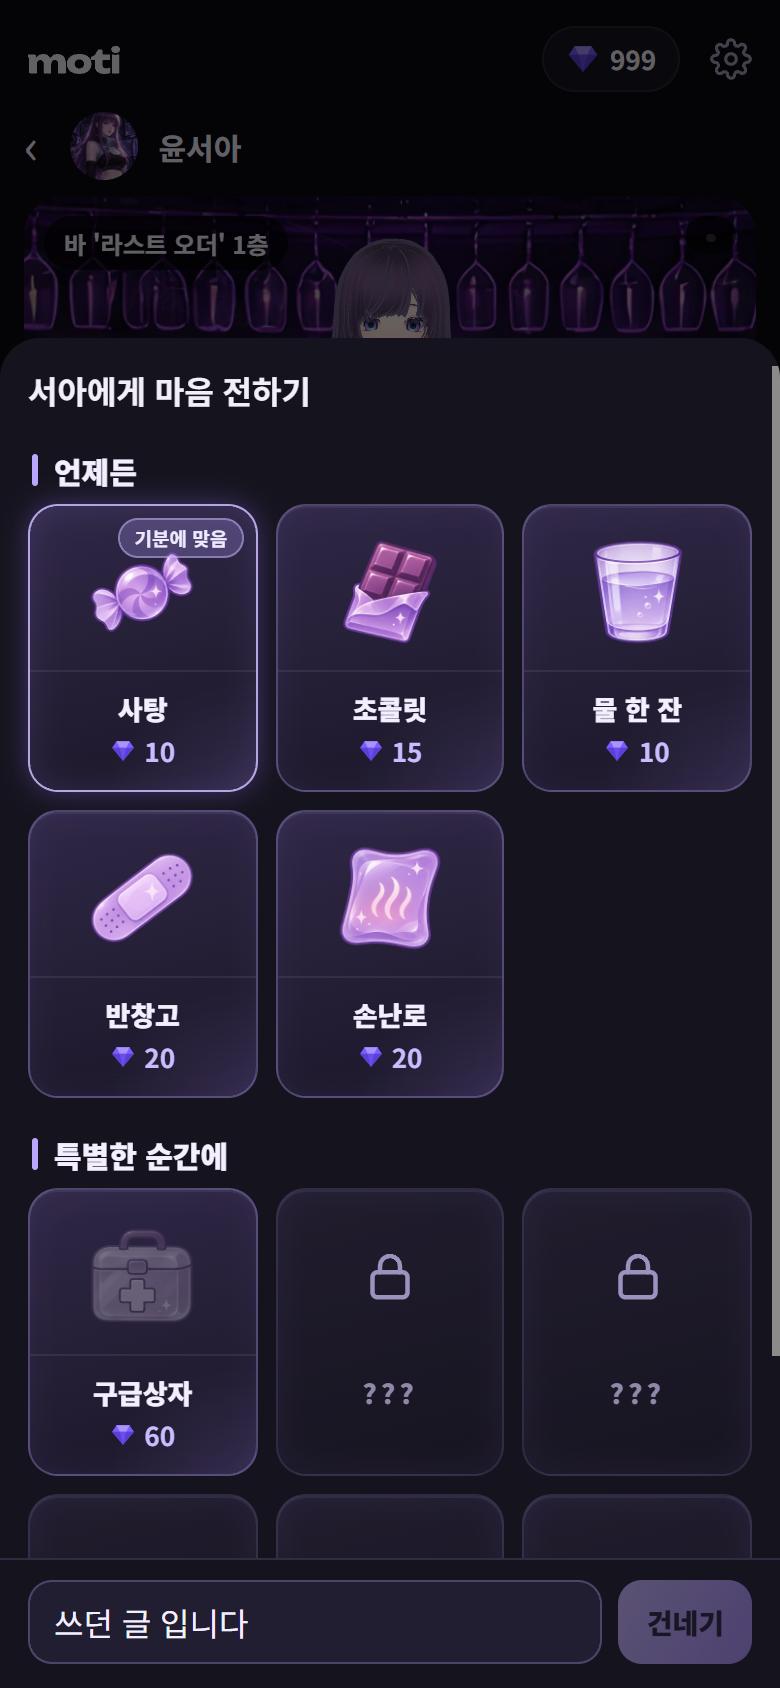 moti
999
윤서아
바 '라스트 오더' 1층
서아에게 마음 전하기
언제든
기분에 맞음
사탕
10
초콜릿
15
물 한 잔
10
반창고
20
손난로
20
특별한 순간에
구급상자
60
???
???
쓰던 글 입니다
건네기